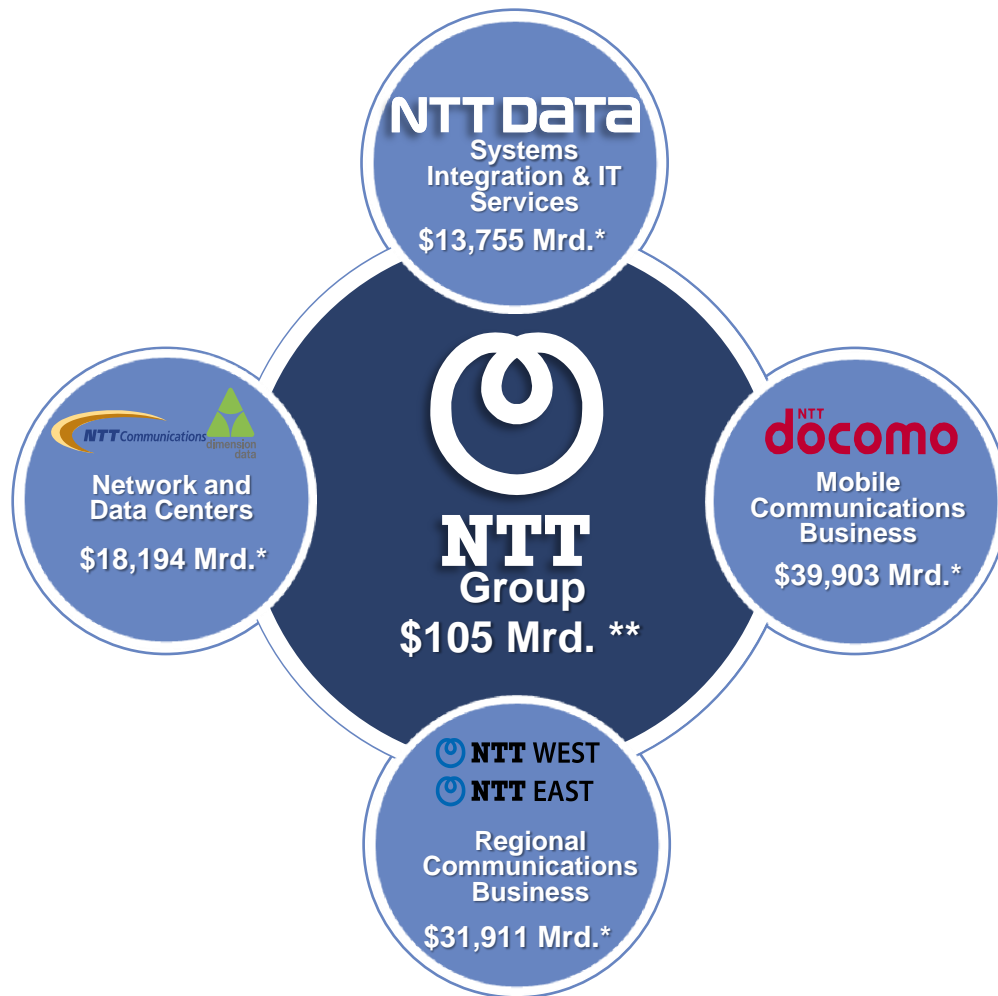 NTT DATA
Systems
Integration & IT
Services
$13,755 Mrd.*
NTT Communications
dimension
data
Network and
Data Centers
$18,194 Mrd.*
NTT
Group
$105 Mrd. **
NTT
docomo
Mobile
Communications
Business
$39,903 Mrd.*
NTT WEST
NTT EAST
Regional
Communications
Business
$31,911 Mrd.*